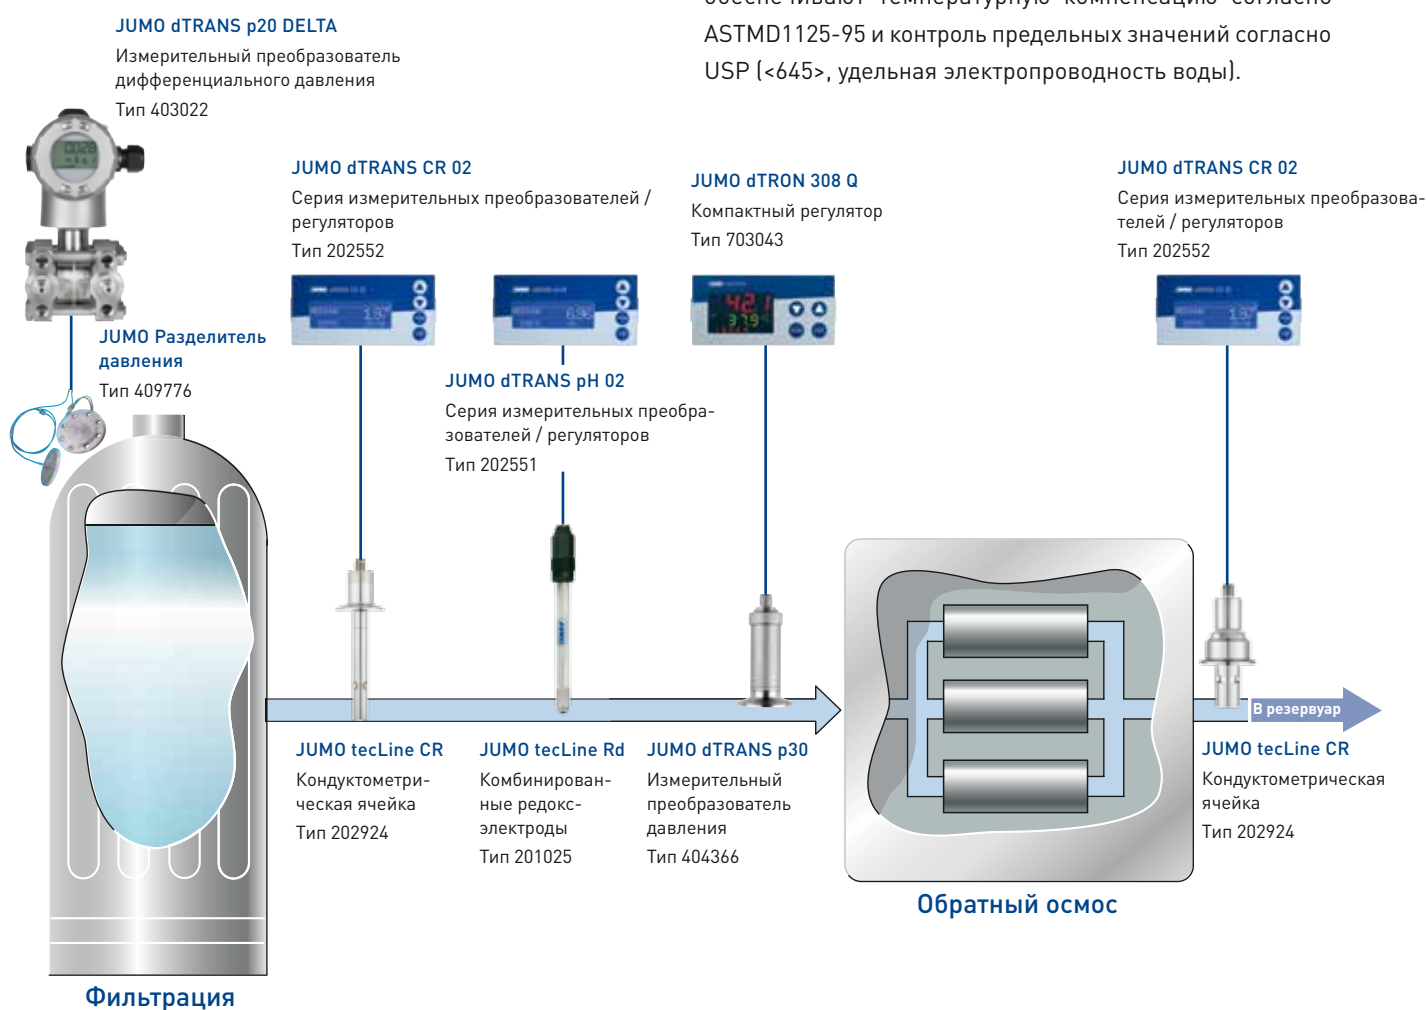 обеспечивают температурную компенсацию согласно
ASTMD1125-95 и контроль предельных значений согласно
USP (<645>, удельная электропроводность воды).
JUMO dTRANS p20 DELTA
Измерительный преобразователь
дифференциального давления
Тип 403022
JUMO dTRANS CR 02
Серия измерительных преобразователей /
регуляторов
Тип 202552
JUMO dTRON 308 Q
Компактный регулятор
Тип 703043
JUMO dTRANS CR 02
Серия измерительных преобразова-
телей / регуляторов
Тип 202552
JUMO Разделитель
давления
Тип 409776
JUMO dTRANS pH 02
Серия измерительных преобра-
зователей / регуляторов
Тип 202551
В резервуар
JUMO tecLine CR
Кондуктометри-
ческая ячейка
Тип 202924
JUMO tecLine Rd
Комбинирован-
ные редокс-
электроды
Тип 201025
JUMO dTRANS p30
Измерительный
преобразователь
давления
Тип 404366
JUMO tecLine CR
Кондуктометрическая
ячейка
Тип 202924
Обратный осмос
Фильтрация